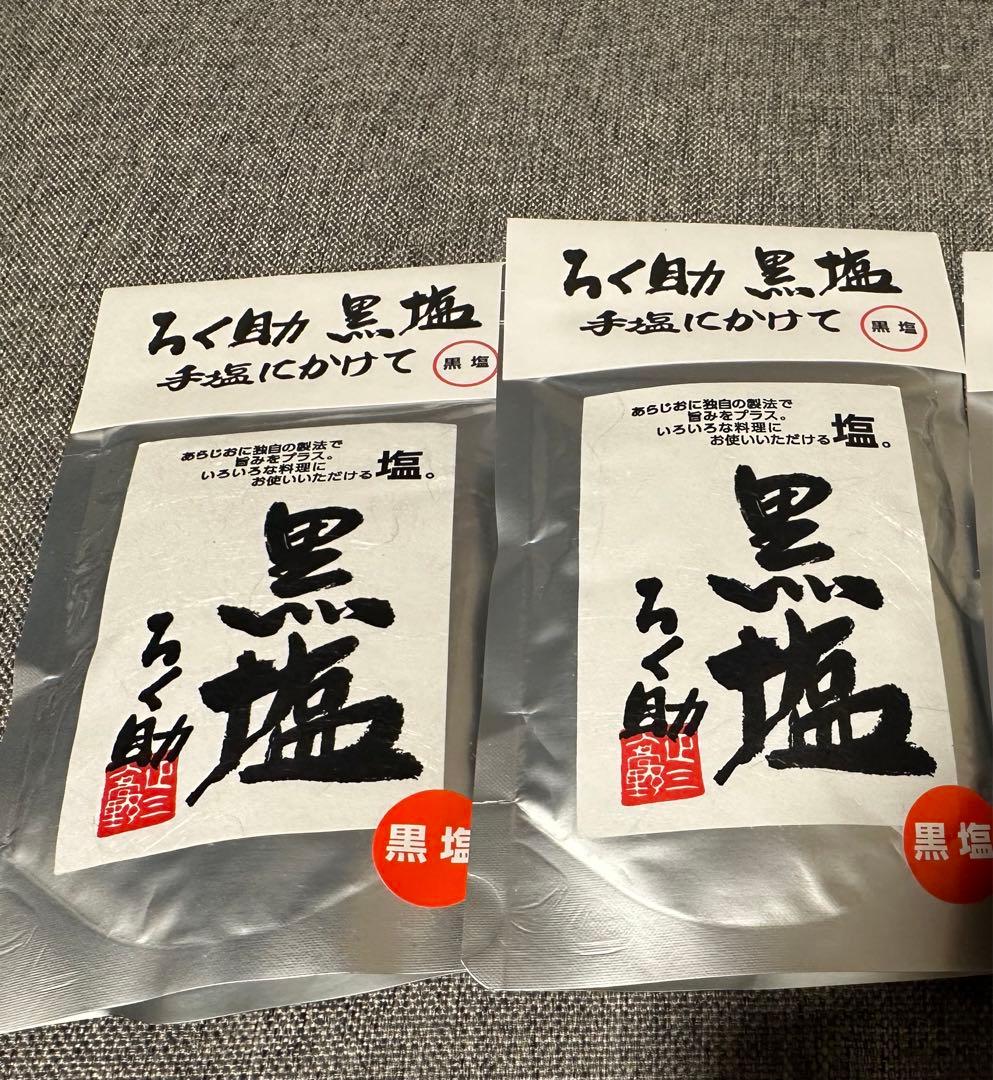 ろく助 黒塩
手塩にかけて
黒塩
あらじおに独自の製法で
旨みをプラス。
いろいろな料理に
お使いいただける塩。
黒塩
ろく助
黒塩
ろく助 黒塩
手塩にかけて
黒塩
あらじおに独自の製法で
旨みをプラス。
いろいろな料理に
お使いいただける塩。
黒塩
ろく助
黒塩